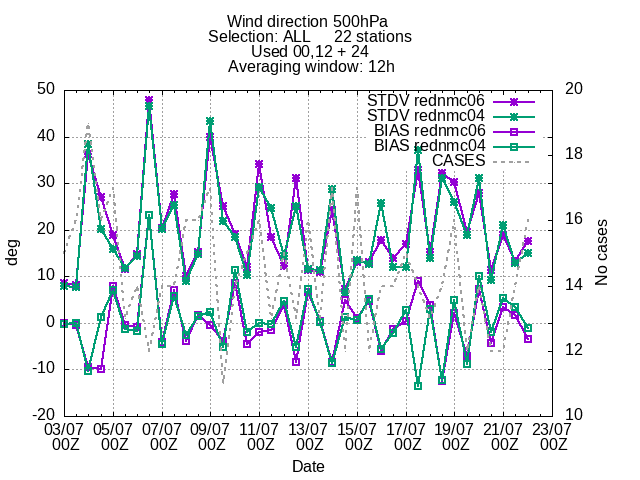 Wind direction 500hPa
Selection: ALL 22 stations
Used 00,12 + 24
Averaging window: 12h
50 20
STDV rednmc06
STDV rednmc04
BIAS rednmc06
BIAS rednmc04
CASES
40 18
30
20 16
10 14
0
-10 12
-20 10
deg
No cases
03/07 05/07 07/07 09/07 11/07 13/07 15/07 17/07 19/07 21/07 23/07
00Z 00Z 00Z 00Z 00Z 00Z 00Z 00Z 00Z 00Z 00Z
Date